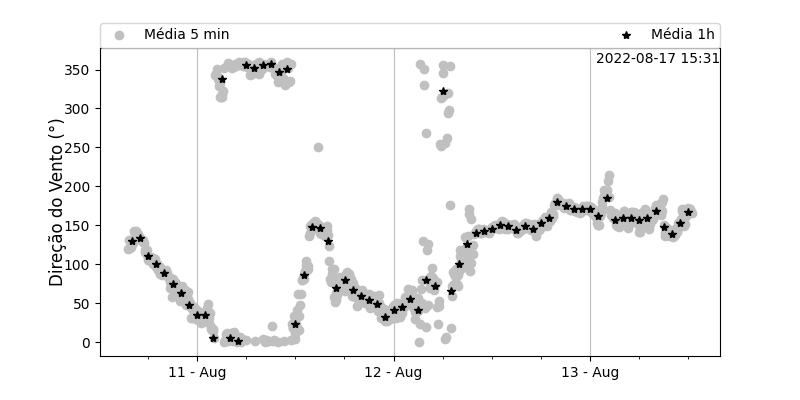 Média 5 min
Média 1h
2022-08-17 15:31
Direção do Vento (°)
350
300
250
200
150
100
50
0
11 - Aug
12 - Aug
13 - Aug